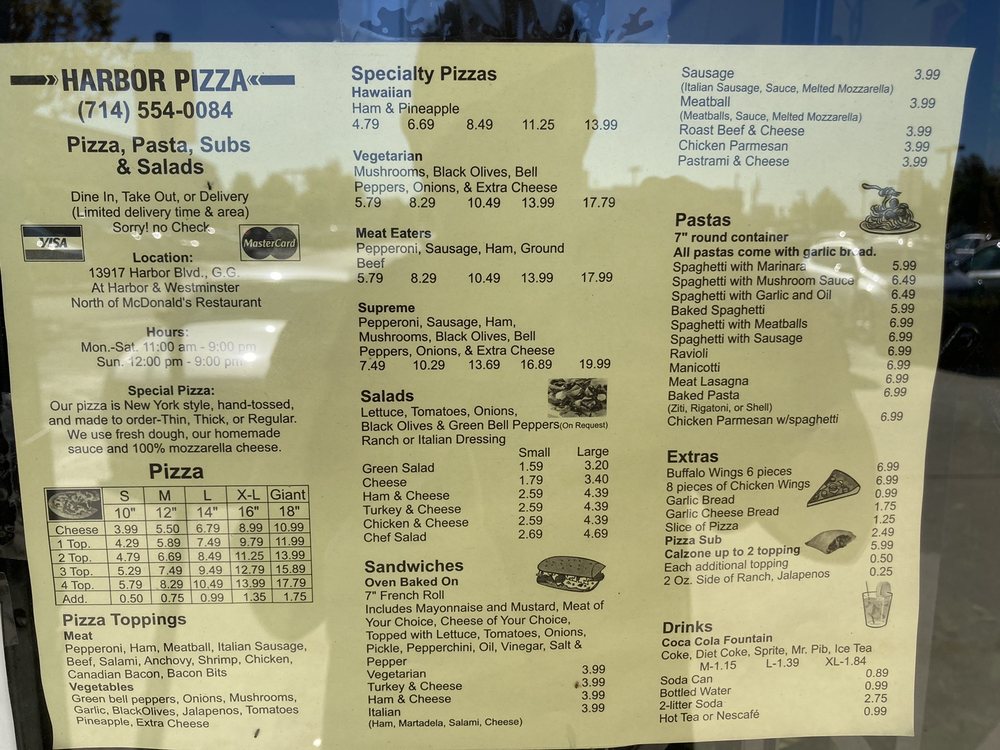 HARBOR PIZZA
(714) 554-0084
Pizza, Pasta, Subs
& Salads
Dine In, Take Out, or Delivery
(Limited delivery time & area)
Sorry! no Check
VISA
MasterCard
Location:
13917 Harbor Blvd., G.G.
At Harbor & Westminster
North of McDonald's Restaurant
Hours:
Mon.-Sat. 11:00 am - 9:00 pm
Sun. 12:00 pm - 9:00 pm
Special Pizza:
Our pizza is New York style, hand-tossed,
and made to order-Thin, Thick, or Regular.
We use fresh dough, our homemade
sauce and 100% mozzarella cheese.
Pizza
S M L X-L Giant
10" 12" 14" 16" 18"
Cheese 3.99 5.50 6.79 8.99 10.99
1 Top. 4.29 5.89 7.49 9.79 11.99
2 Top. 4.79 6.69 8.49 11.25 13.99
3 Top. 5.29 7.49 9.49 12.79 15.89
4 Top. 5.79 8.29 10.49 13.99 17.79
Add. 0.50 0.75 0.99 1.35 1.75
Pizza Toppings
Meat
Pepperoni, Ham, Meatball, Italian Sausage,
Beef, Salami, Anchovy, Shrimp, Chicken,
Canadian Bacon, Bacon Bits
Vegetables
Green bell peppers, Onions, Mushrooms,
Garlic, BlackOlives, Jalapenos, Tomatoes
Pineapple, Extra Cheese
Specialty Pizzas
Hawaiian
Ham & Pineapple
4.79 6.69 8.49 11.25 13.99
Vegetarian
Mushrooms, Black Olives, Bell
Peppers, Onions, & Extra Cheese
5.79 8.29 10.49 13.99 17.79
Meat Eaters
Pepperoni, Sausage, Ham, Ground
Beef
5.79 8.29 10.49 13.99 17.99
Supreme
Pepperoni, Sausage, Ham,
Mushrooms, Black Olives, Bell
Peppers, Onions, & Extra Cheese
7.49 10.29 13.69 16.89 19.99
Salads
Lettuce, Tomatoes, Onions,
Black Olives & Green Bell Peppers(On Request)
Ranch or Italian Dressing
Small Large
Green Salad 1.59 3.20
Cheese 1.79 3.40
Ham & Cheese 2.59 4.39
Turkey & Cheese 2.59 4.39
Chicken & Cheese 2.59 4.39
Chef Salad 2.69 4.69
Sandwiches
Oven Baked On
7" French Roll
Includes Mayonnaise and Mustard, Meat of
Your Choice, Cheese of Your Choice,
Topped with Lettuce, Tomatoes, Onions,
Pickle, Pepperchini, Oil, Vinegar, Salt &
Pepper
Vegetarian 3.99
Turkey & Cheese 3.99
Ham & Cheese 3.99
Italian 3.99
(Ham, Martadela, Salami, Cheese)
Sausage 3.99
(Italian Sausage, Sauce, Melted Mozzarella)
Meatball 3.99
(Meatballs, Sauce, Melted Mozzarella)
Roast Beef & Cheese 3.99
Chicken Parmesan 3.99
Pastrami & Cheese 3.99
Pastas
7" round container
All pastas come with garlic bread.
Spaghetti with Marinara 5.99
Spaghetti with Mushroom Sauce 6.49
Spaghetti with Garlic and Oil 6.49
Baked Spaghetti 5.99
Spaghetti with Meatballs 6.99
Spaghetti with Sausage 6.99
Ravioli 6.99
Manicotti 6.99
Meat Lasagna 6.99
Baked Pasta 6.99
(Ziti, Rigatoni, or Shell)
Chicken Parmesan w/spaghetti 6.99
Extras
Buffalo Wings 6 pieces 6.99
8 pieces of Chicken Wings 6.99
Garlic Bread 0.99
Garlic Cheese Bread 1.75
Slice of Pizza 1.25
Pizza Sub 2.49
Calzone up to 2 topping 5.99
Each additional topping 0.50
2 Oz. Side of Ranch, Jalapenos 0.25
Drinks
Coca Cola Fountain
Coke, Diet Coke, Sprite, Mr. Pib, Ice Tea
M-1.15 L-1.39 XL-1.84
Soda Can 0.89
Bottled Water 0.99
2-litter Soda 2.75
Hot Tea or Nescafé 0.99